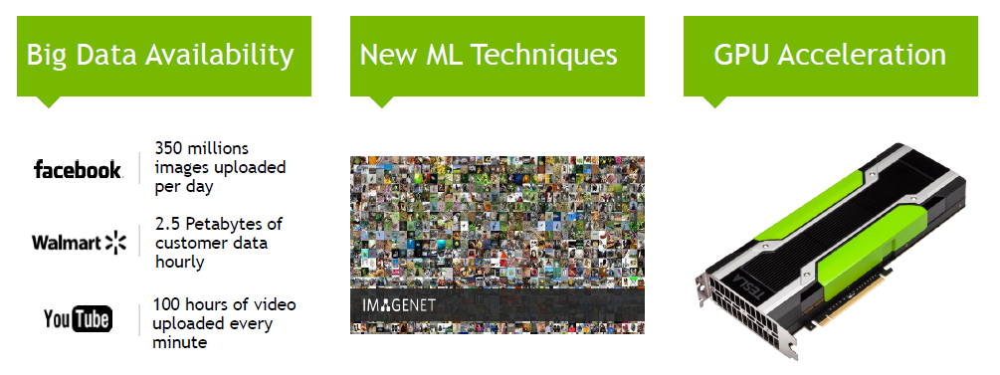 Big Data Availability
New ML Techniques
GPU Acceleration
facebook
350 millions
images uploaded
per day
Walmart
2.5 Petabytes of
customer data
hourly
YouTube
100 hours of video
uploaded every
minute
IMAGENET
TESLA